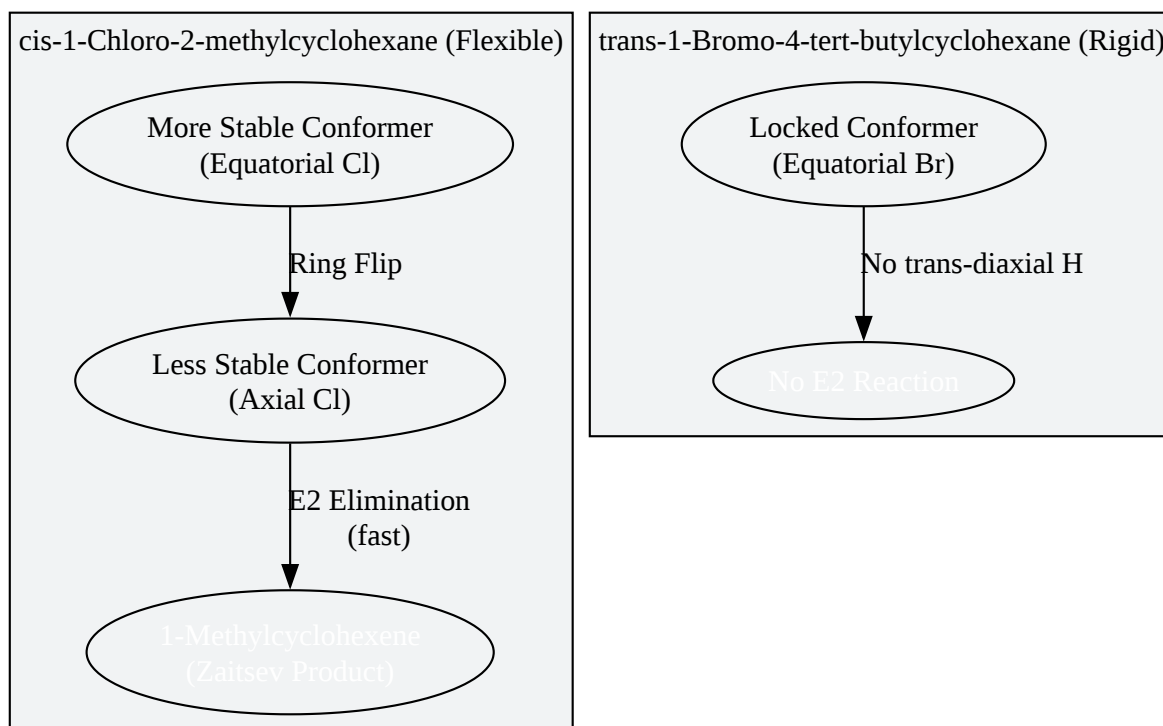 cis-1-Chloro-2-methylcyclohexane (Flexible)
More Stable Conformer
(Equatorial Cl)
Ring Flip
Less Stable Conformer
(Axial Cl)
E2 Elimination
(fast)
1-Methylcyclohexene
(Zaitsev Product)
trans-1-Bromo-4-tert-butylcyclohexane (Rigid)
Locked Conformer
(Equatorial Br)
No trans-diaxial H
No E2 Reaction